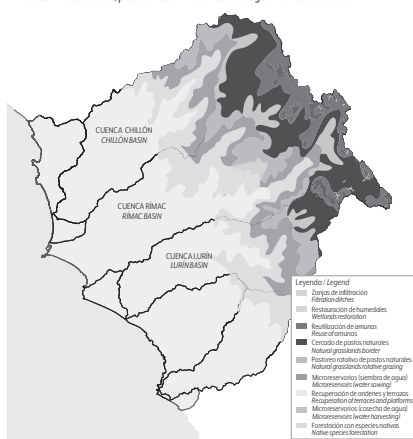 CUENCA CHILLÓN
CHILLÓN BASIN
CUENCA RÍMAC
RÍMAC BASIN
CUENCA LURÍN
LURÍN BASIN
Leyenda / Legend
Zanjas de infiltración
Filtration ditches
Restauración de humedales
Wetlands restoration
Reutilización de amunas
Reuse of amunas
Cercado de pastos naturales
Natural grasslands border
Pastoreo rotativo de pastos naturales
Natural grasslands rotative grazing
Microreservorios (siembra de agua)
Microreservoirs (water sowing)
Recuperación de andenes y terrazas
Recuperation of terraces and platforms
Microreservorios (cosecha de agua)
Microreservoirs (water harvesting)
Forestación con especies nativas
Native species forestation